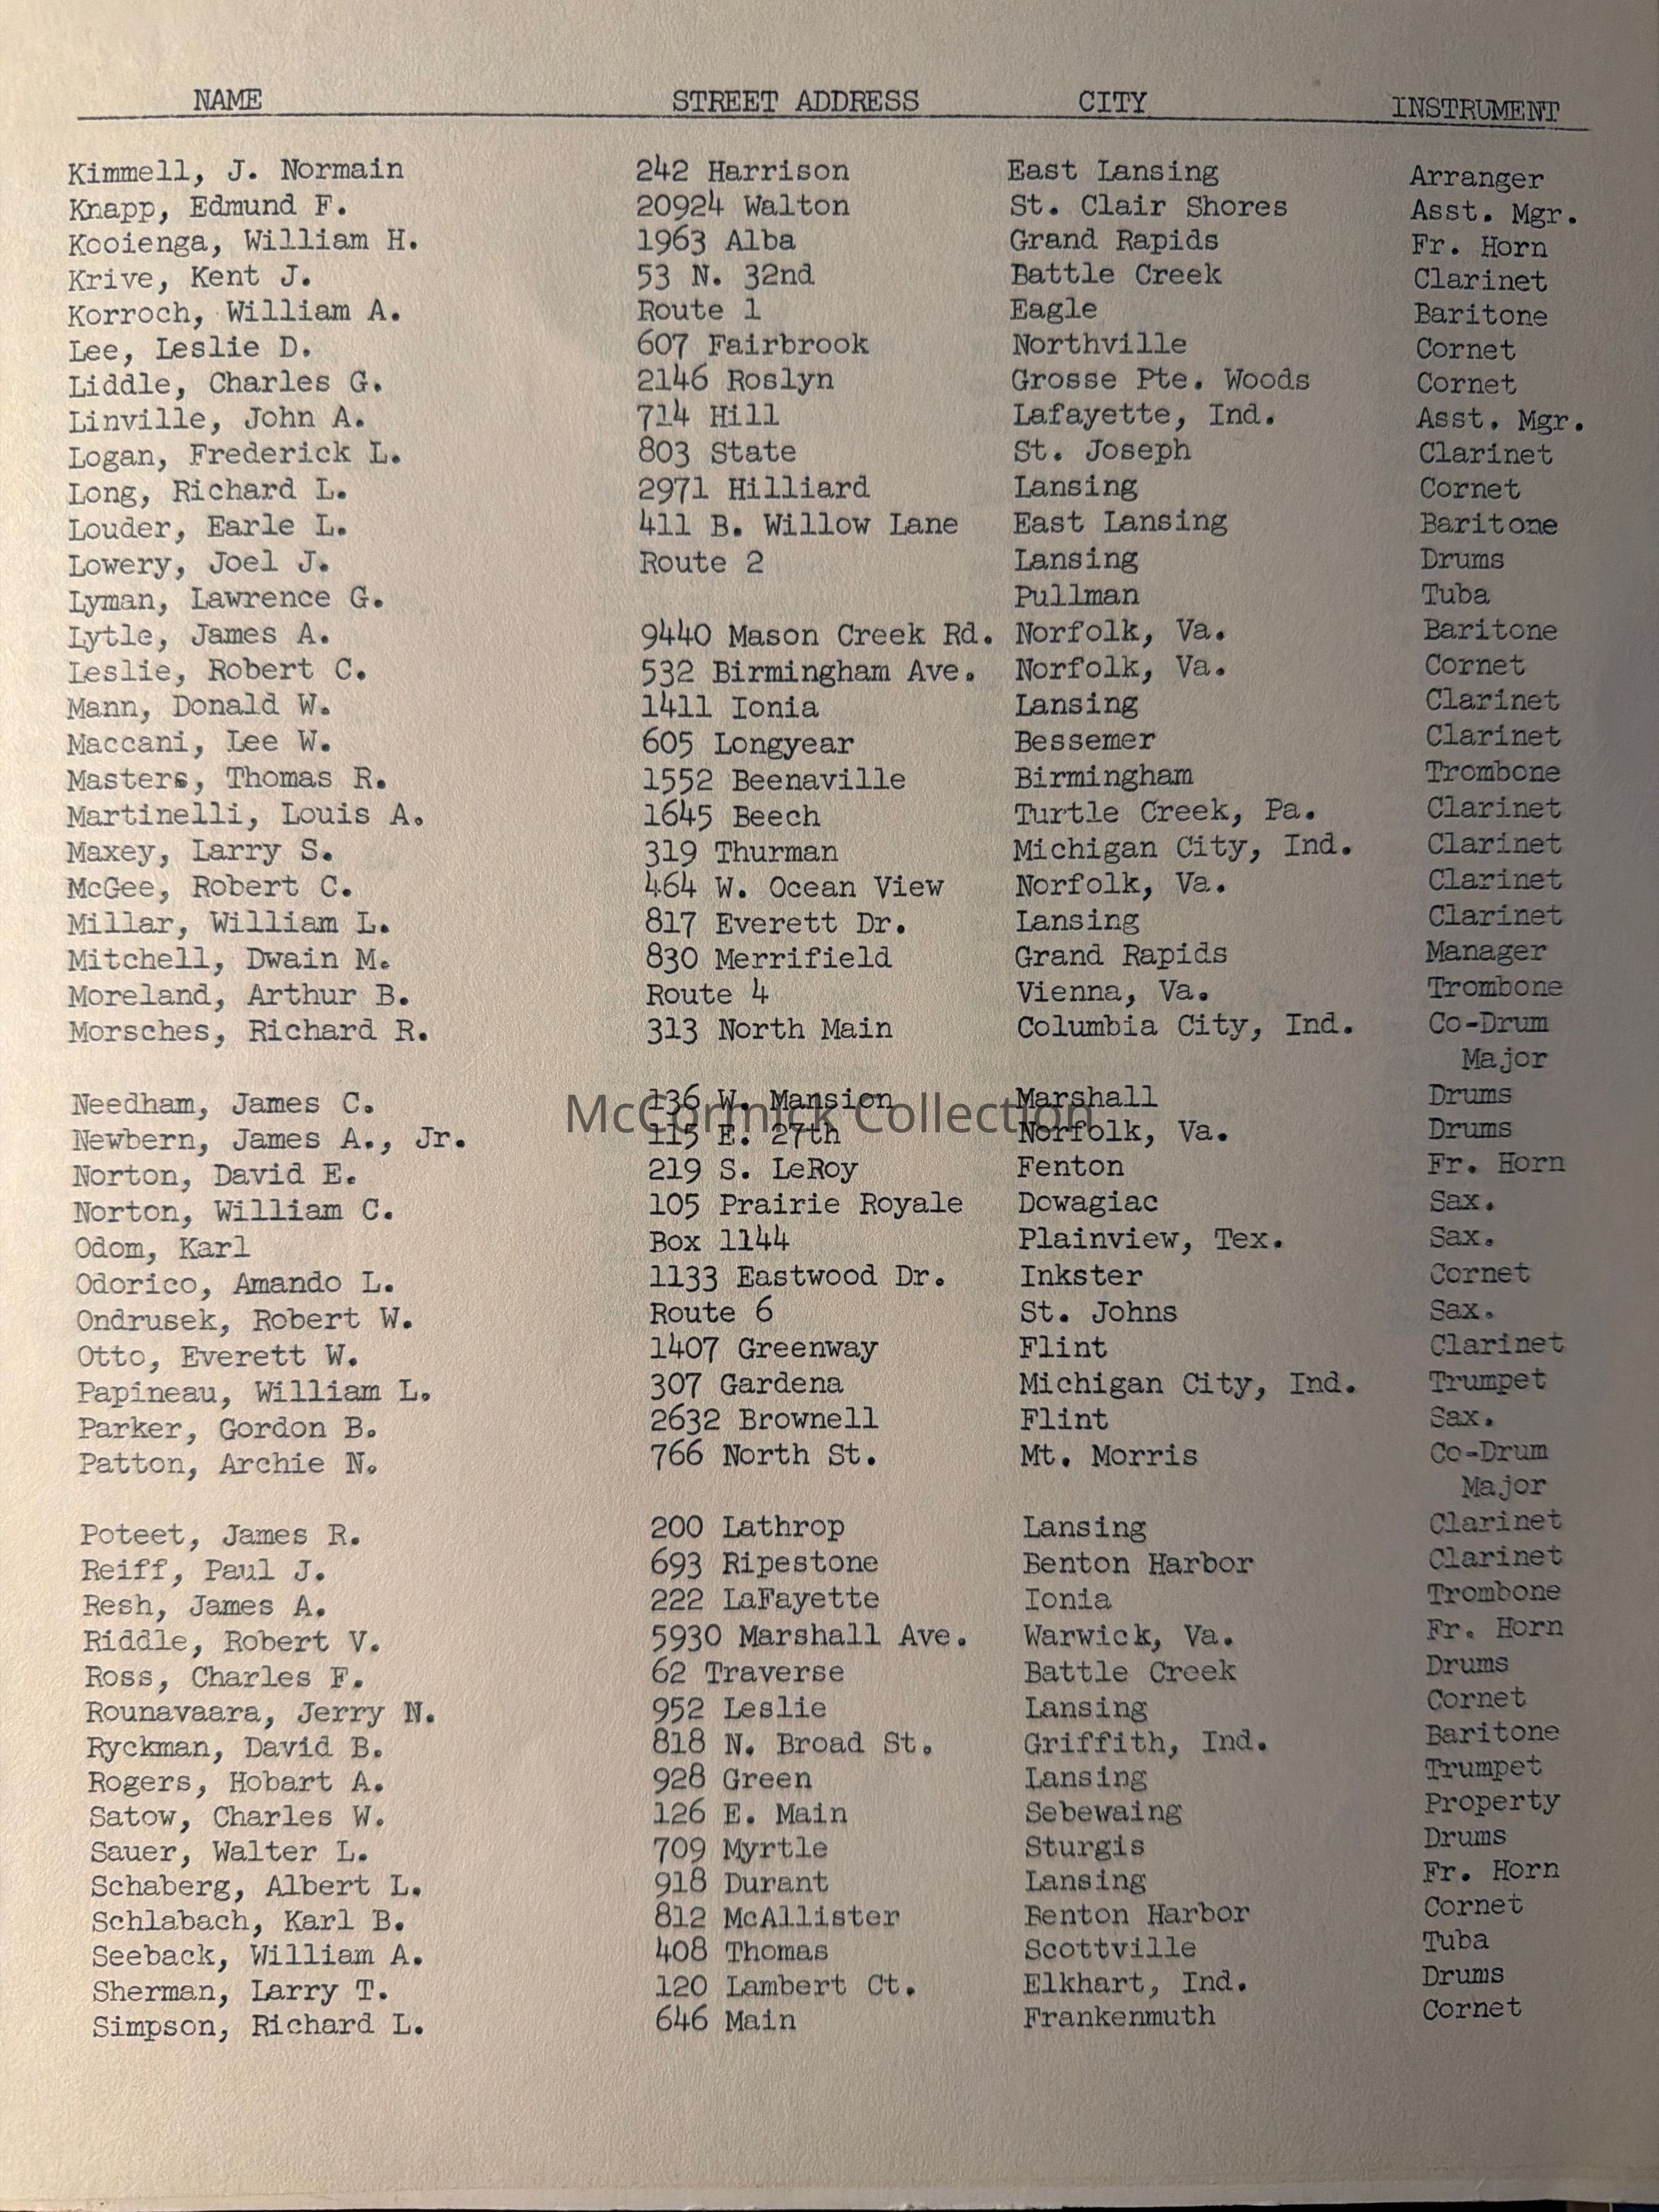 NAME STREET ADDRESS CITY INSTRUMENT
Kimmell, J. Normain 242 Harrison East Lansing Arranger
Knapp, Edmund F. 20924 Walton St. Clair Shores Asst. Mgr.
Kooienga, William H. 1963 Alba Grand Rapids Fr. Horn
Krive, Kent J. 53 N. 32nd Battle Creek Clarinet
Korroch, William A. Route 1 Eagle Baritone
Lee, Leslie D. 607 Fairbrook Northville Cornet
Liddle, Charles G. 2146 Roslyn Grosse Pte. Woods Cornet
Linville, John A. 714 Hill Lafayette, Ind. Asst. Mgr.
Logan, Frederick L. 803 State St. Joseph Clarinet
Long, Richard L. 2971 Hilliard Lansing Cornet
Louder, Earle L. 411 B. Willow Lane East Lansing Baritone
Lowery, Joel J. Route 2 Lansing Drums
Lyman, Lawrence G. Pullman Tuba
Lytle, James A. 9440 Mason Creek Rd. Norfolk, Va. Baritone
Leslie, Robert C. 532 Birmingham Ave. Norfolk, Va. Cornet
Mann, Donald W. 1411 Ionia Lansing Clarinet
Maccani, Lee W. 605 Longyear Bessemer Clarinet
Masters, Thomas R. 1552 Beenaville Birmingham Trombone
Martinelli, Louis A. 1645 Beech Turtle Creek, Pa. Clarinet
Maxey, Larry S. 319 Thurman Michigan City, Ind. Clarinet
McGee, Robert C. 464 W. Ocean View Norfolk, Va. Clarinet
Millar, William L. 817 Everett Dr. Lansing Clarinet
Mitchell, Dwain M. 830 Merrifield Grand Rapids Manager
Moreland, Arthur B. Route 4 Vienna, Va. Trombone
Morsches, Richard R. 313 North Main Columbia City, Ind. Co-Drum
Major
Needham, James C. 136 W. Mansion Marshall Drums
McCormick Collection
Newbern, James A., Jr. 115 E. 27th Norfolk, Va. Drums
Norton, David E. 219 S. LeRoy Fenton Fr. Horn
Norton, William C. 105 Prairie Royale Dowagiac Sax.
Odom, Karl Box 1144 Plainview, Tex. Sax.
Odorico, Amando L. 1133 Eastwood Dr. Inkster Cornet
Ondrusek, Robert W. Route 6 St. Johns Sax.
Otto, Everett W. 1407 Greenway Flint Clarinet
Papineau, William L. 307 Gardena Michigan City, Ind. Trumpet
Parker, Gordon B. 2632 Brownell Flint Sax.
Patton, Archie N. 766 North St. Mt. Morris Co-Drum
Major
Poteet, James R. 200 Lathrop Lansing Clarinet
Reiff, Paul J. 693 Ripestone Benton Harbor Clarinet
Resh, James A. 222 LaFayette Ionia Trombone
Riddle, Robert V. 5930 Marshall Ave. Warwick, Va. Fr. Horn
Ross, Charles F. 62 Traverse Battle Creek Drums
Rounavaara, Jerry N. 952 Leslie Lansing Cornet
Ryckman, David B. 818 N. Broad St. Griffith, Ind. Baritone
Rogers, Hobart A. 928 Green Lansing Trumpet
Satow, Charles W. 126 E. Main Sebewaing Property
Sauer, Walter L. 709 Myrtle Sturgis Drums
Schaberg, Albert L. 918 Durant Lansing Fr. Horn
Schlabach, Karl B. 812 McAllister Benton Harbor Cornet
Seeback, William A. 408 Thomas Scottville Tuba
Sherman, Larry T. 120 Lambert Ct. Elkhart, Ind. Drums
Simpson, Richard L. 646 Main Frankenmuth Cornet